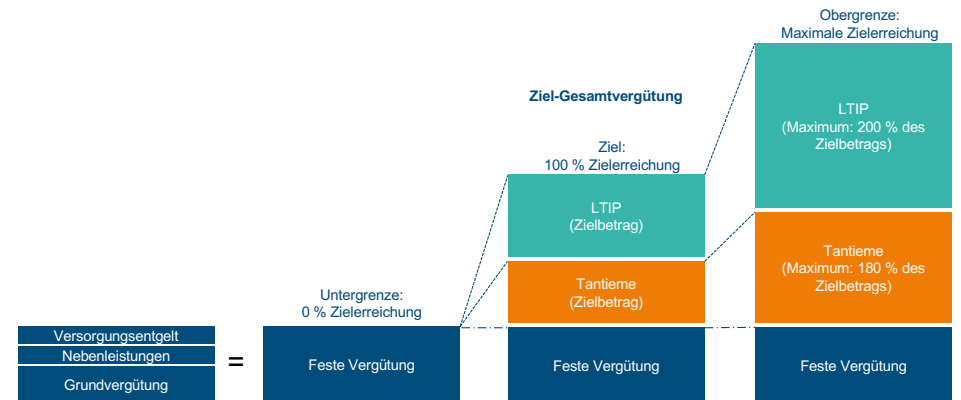 Obergrenze:
Maximale Zielerreichung
Ziel-Gesamtvergütung
LTIP
(Maximum: 200 % des
Zielbetrags)
Ziel:
100 % Zielerreichung
LTIP
(Zielbetrag)
Tantieme
(Maximum: 180 % des
Zielbetrags)
Tantieme
(Zielbetrag)
Untergrenze:
0 % Zielerreichung
Versorgungsentgelt
Nebenleistungen
Grundvergütung
=
Feste Vergütung
Feste Vergütung
Feste Vergütung